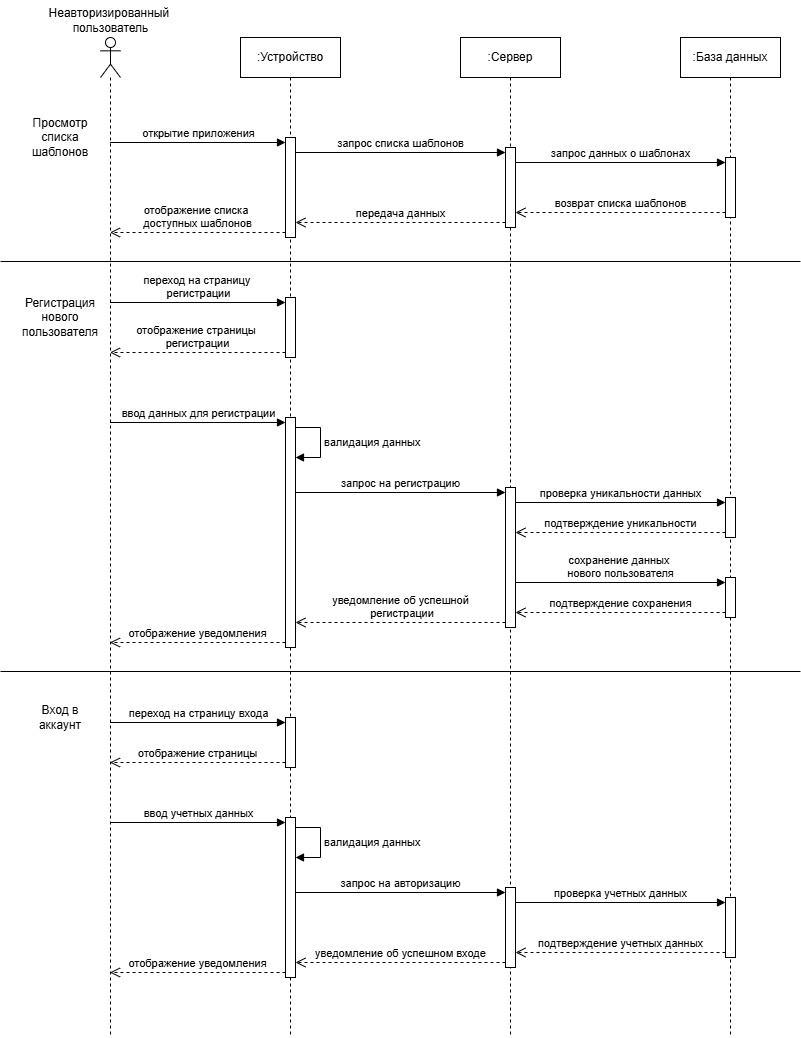 Неавторизированный
пользователь
:Устройство
:Сервер
:База данных
Просмотр
списка
шаблонов
открытие приложения
запрос списка шаблонов
запрос данных о шаблонах
возврат списка шаблонов
передача данных
отображение списка
доступных шаблонов
Регистрация
нового
пользователя
переход на страницу
регистрации
отображение страницы
регистрации
ввод данных для регистрации
валидация данных
запрос на регистрацию
проверка уникальности данных
подтверждение уникальности
сохранение данных
нового пользователя
подтверждение сохранения
уведомление об успешной
регистрации
отображение уведомления
Вход в
аккаунт
переход на страницу входа
отображение страницы
ввод учетных данных
валидация данных
запрос на авторизацию
проверка учетных данных
подтверждение учетных данных
уведомление об успешном входе
отображение уведомления